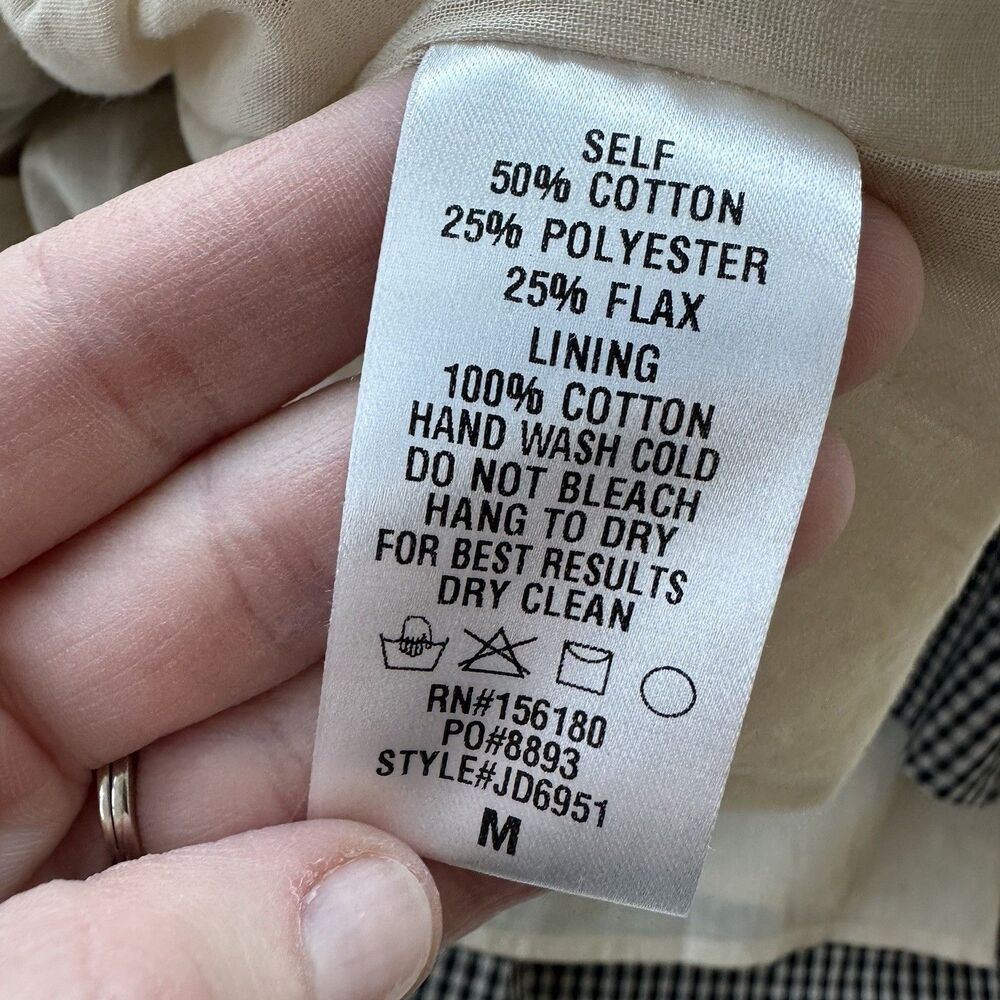 SELF
50% COTTON
25% POLYESTER
25% FLAX
LINING
100% COTTON
HAND WASH COLD
DO NOT BLEACH
HANG TO DRY
FOR BEST RESULTS
DRY CLEAN
RN#156180
PO#8893
STYLE#JD6951
M